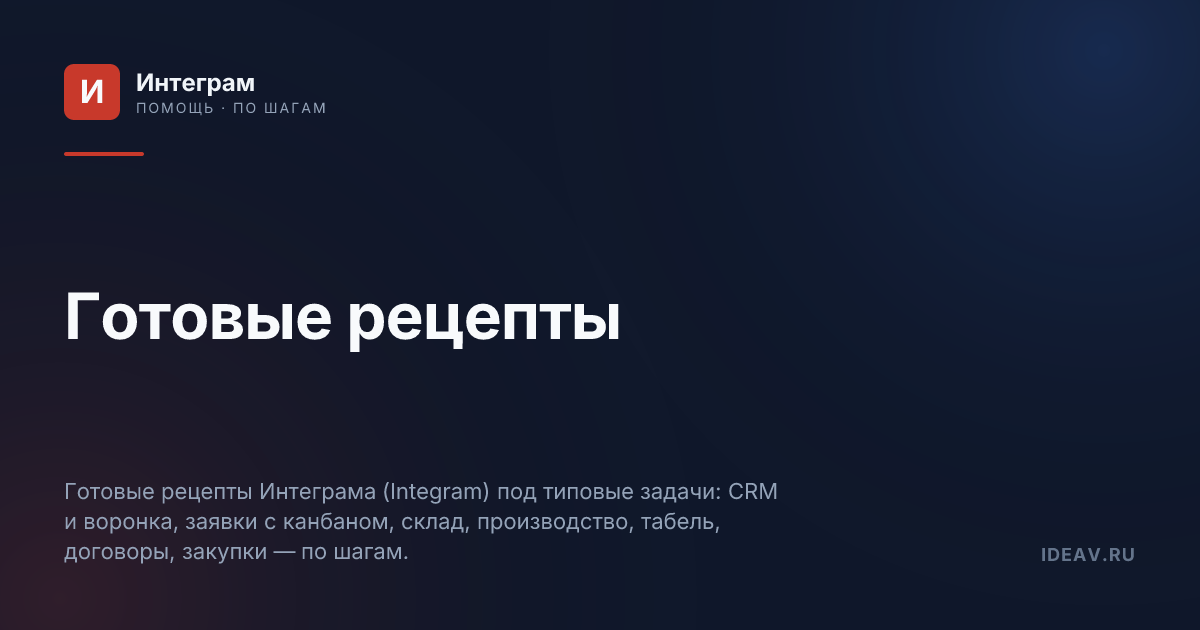 И
Интеграм
ПОМОЩЬ · ПО ШАГАМ
Готовые рецепты
Готовые рецепты Интеграма (Integram) под типовые задачи: CRM
и воронка, заявки с канбаном, склад, производство, табель,
договоры, закупки — по шагам.
IDEAV.RU